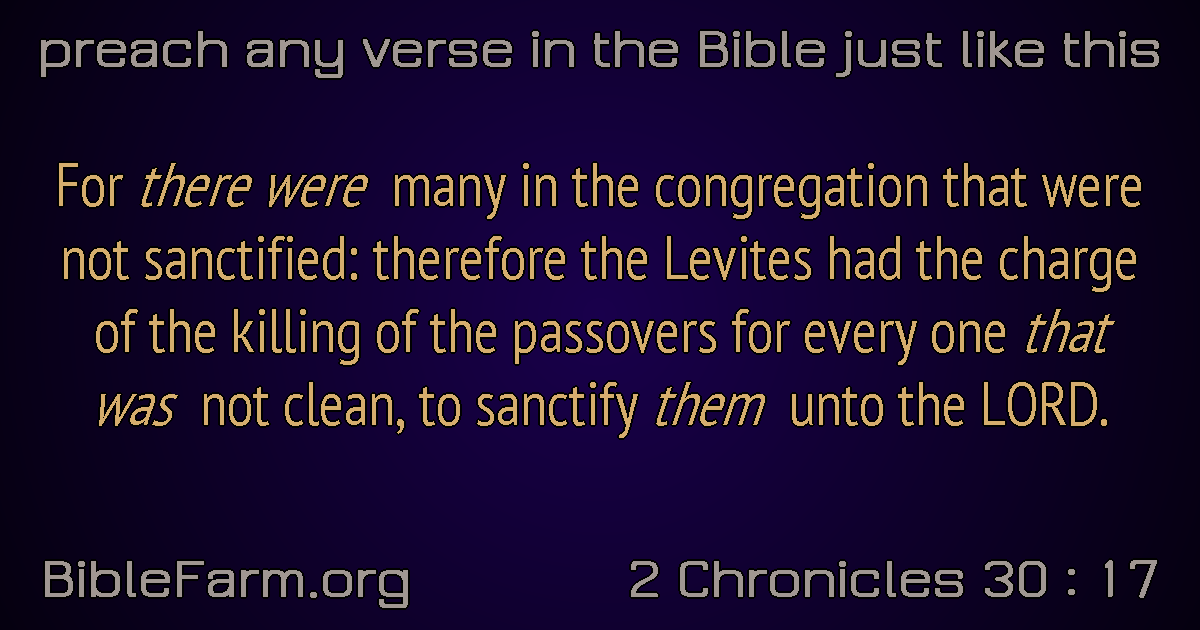 preach any verse in the Bible just like this
For there were many in the congregation that were
not sanctified: therefore the Levites had the charge
of the killing of the passovers for every one that
was not clean, to sanctify them unto the LORD.
BibleFarm.org
2 Chronicles 30 : 17